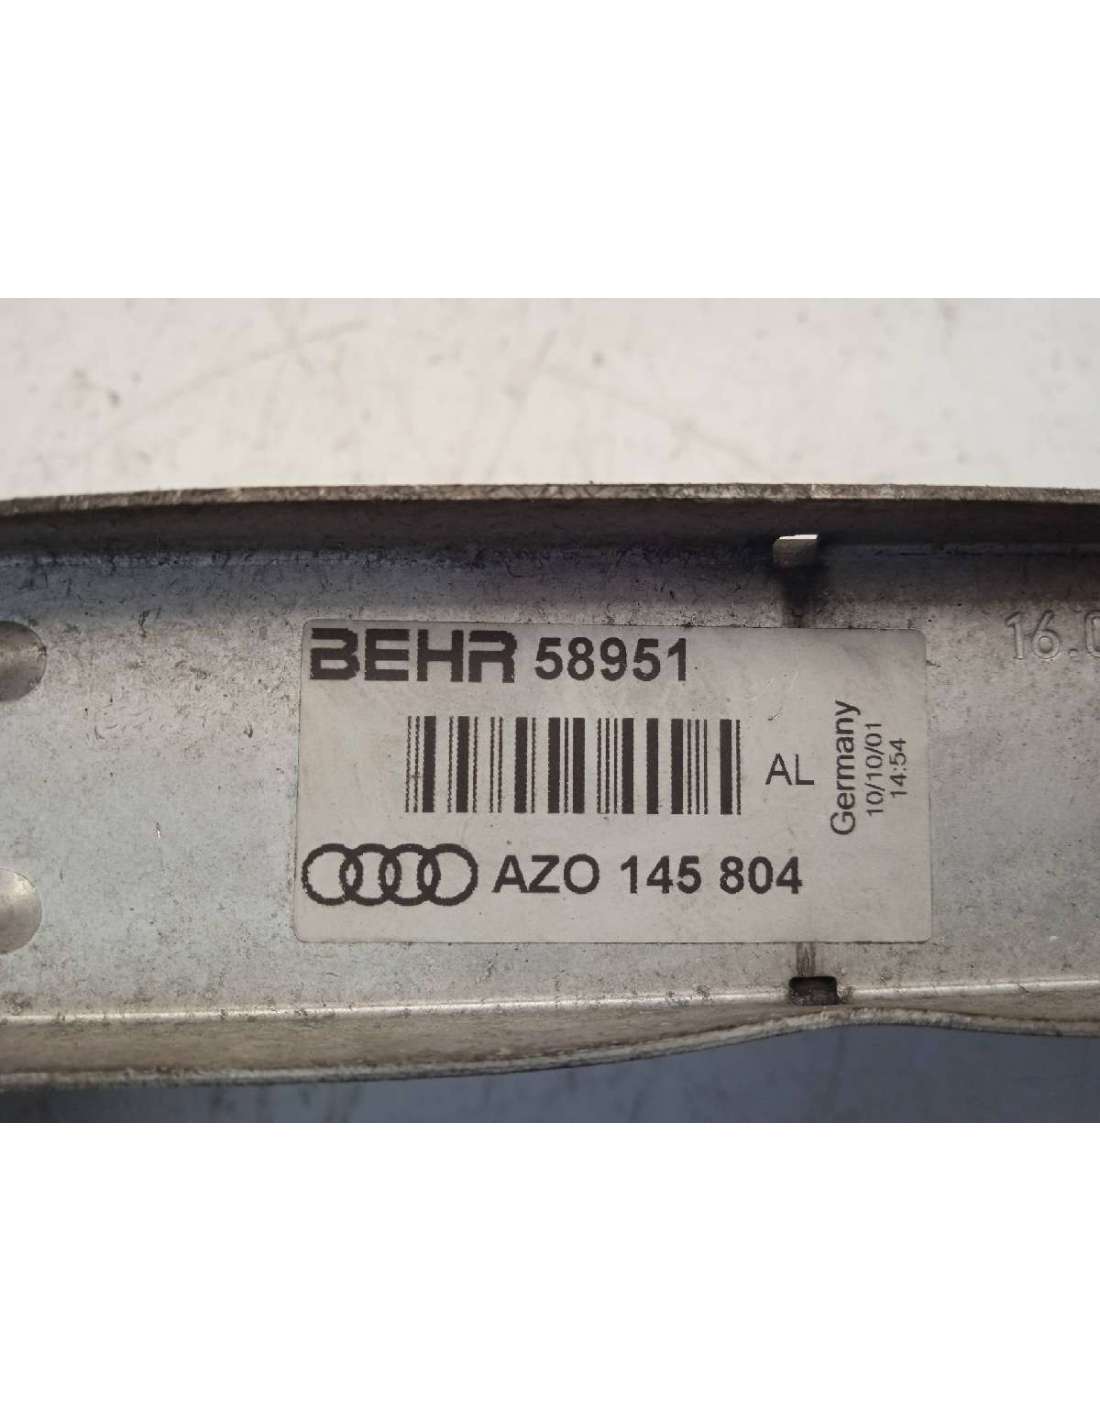 BEHR 58951
AL
Germany
10/10/01
14:54
AZO 145 804